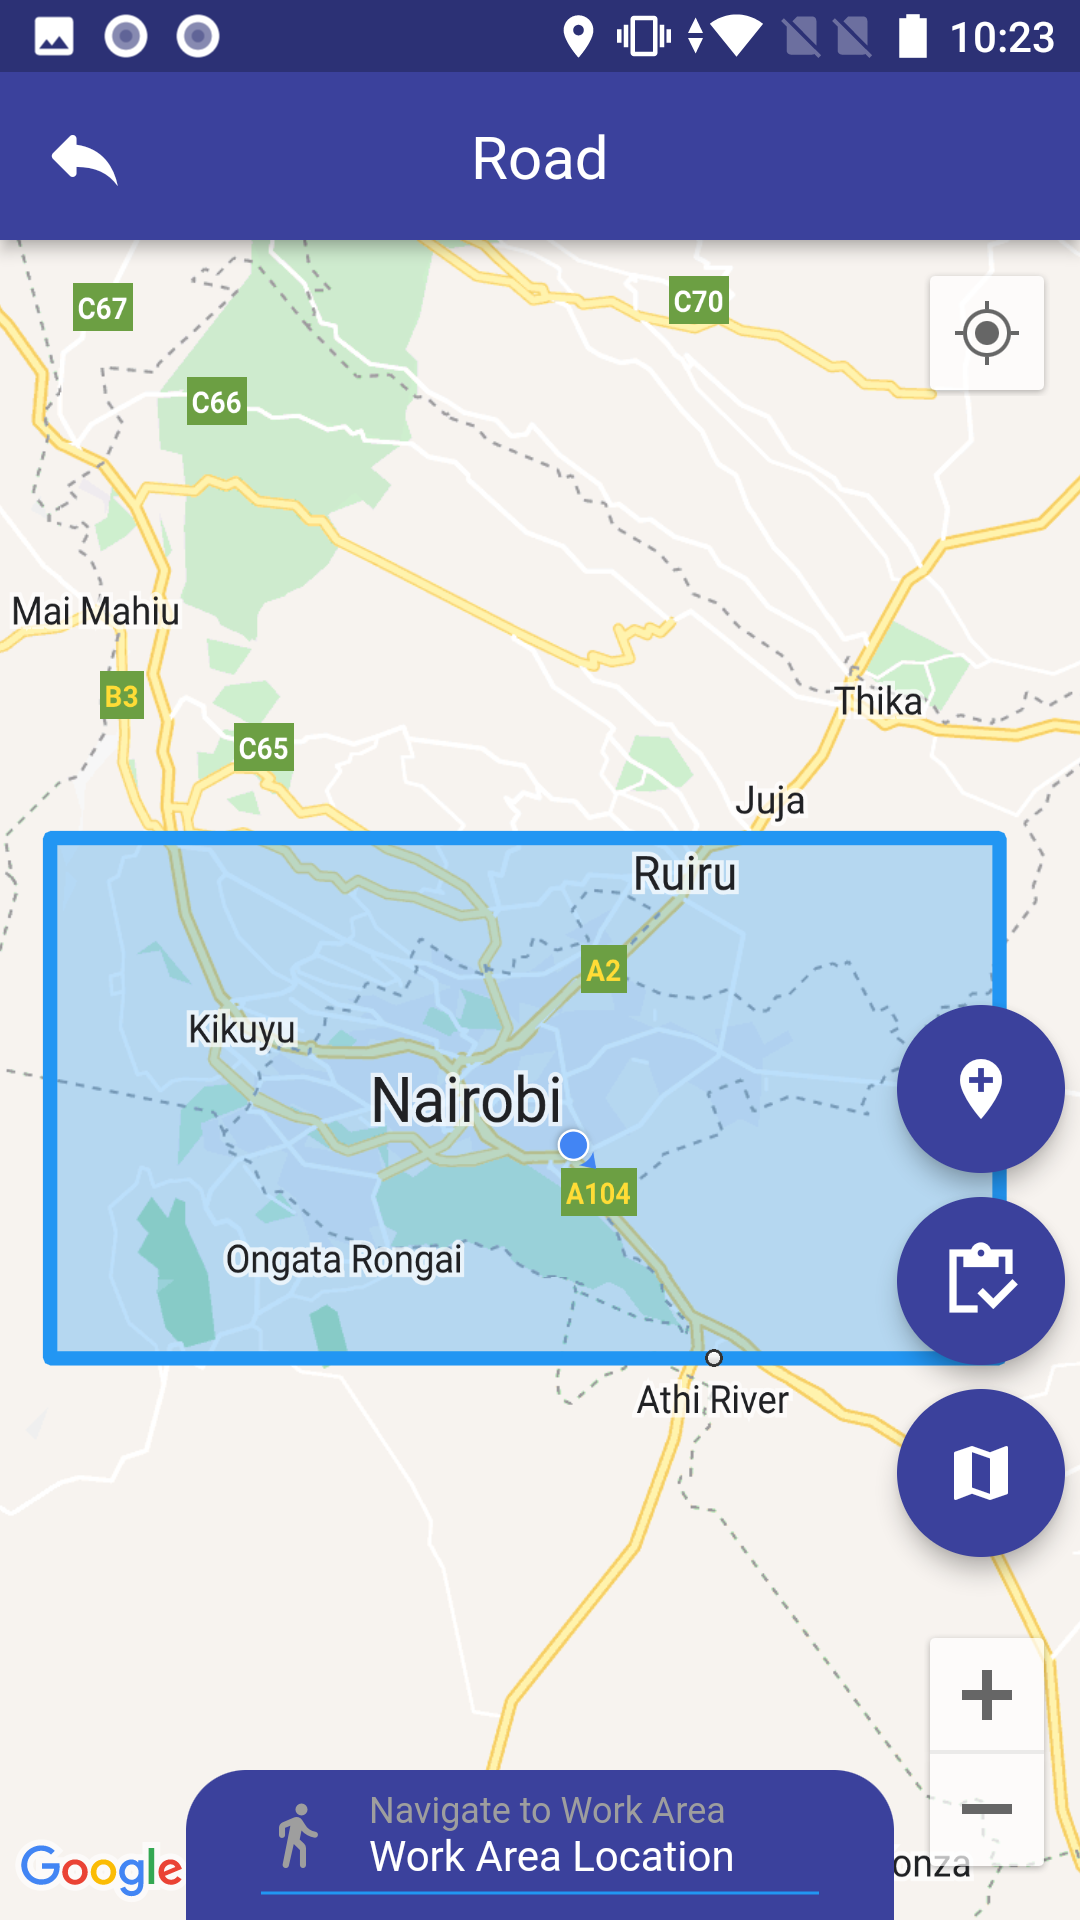 10:23
Road
C67
C70
C66
Mai Mahiu
B3
Thika
C65
Juja
Ruiru
A2
Kikuyu
Nairobi
A104
Ongata Rongai
Athi River
Navigate to Work Area
Work Area Location
Google
onza